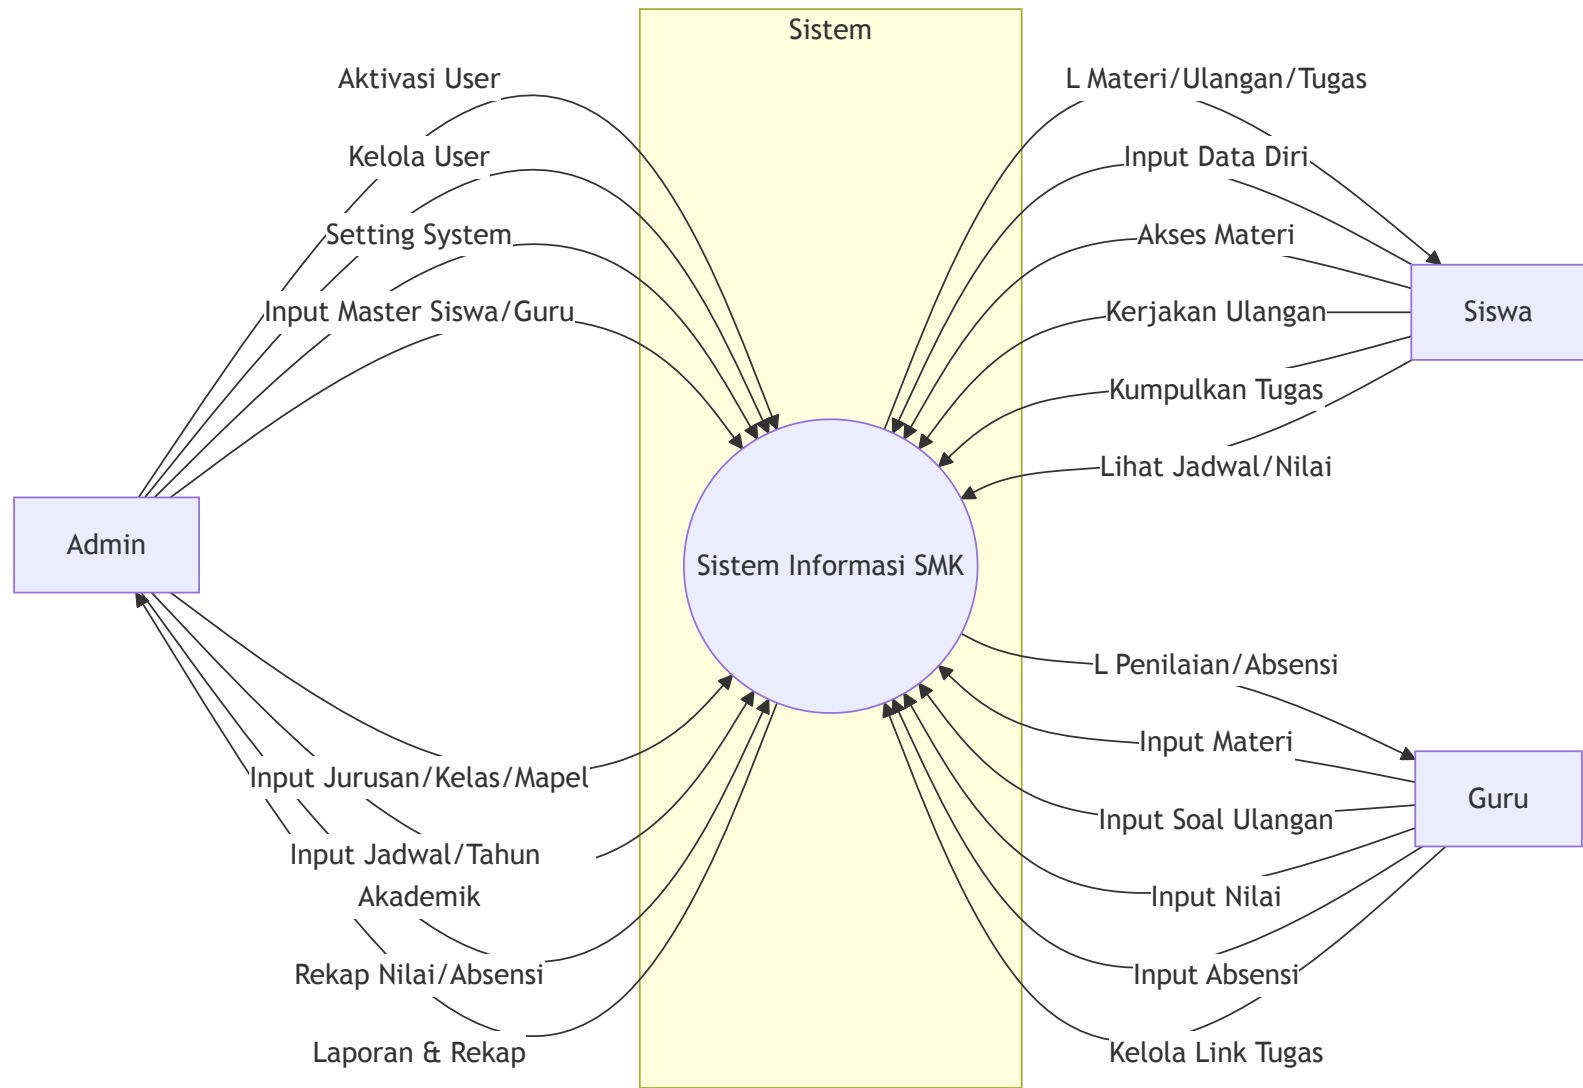 Sistem
Aktivasi User
Kelola User
Setting System
Input Master Siswa/Guru
L Materi/Ulangan/Tugas
Input Data Diri
Akses Materi
Kerjakan Ulangan
Kumpulkan Tugas
Lihat Jadwal/Nilai
Siswa
Admin
Sistem Informasi SMK
Input Jurusan/Kelas/Mapel
Input Jadwal/Tahun
Akademik
Rekap Nilai/Absensi
Laporan & Rekap
L Penilaian/Absensi
Input Materi
Input Soal Ulangan
Input Nilai
Input Absensi
Kelola Link Tugas
Guru